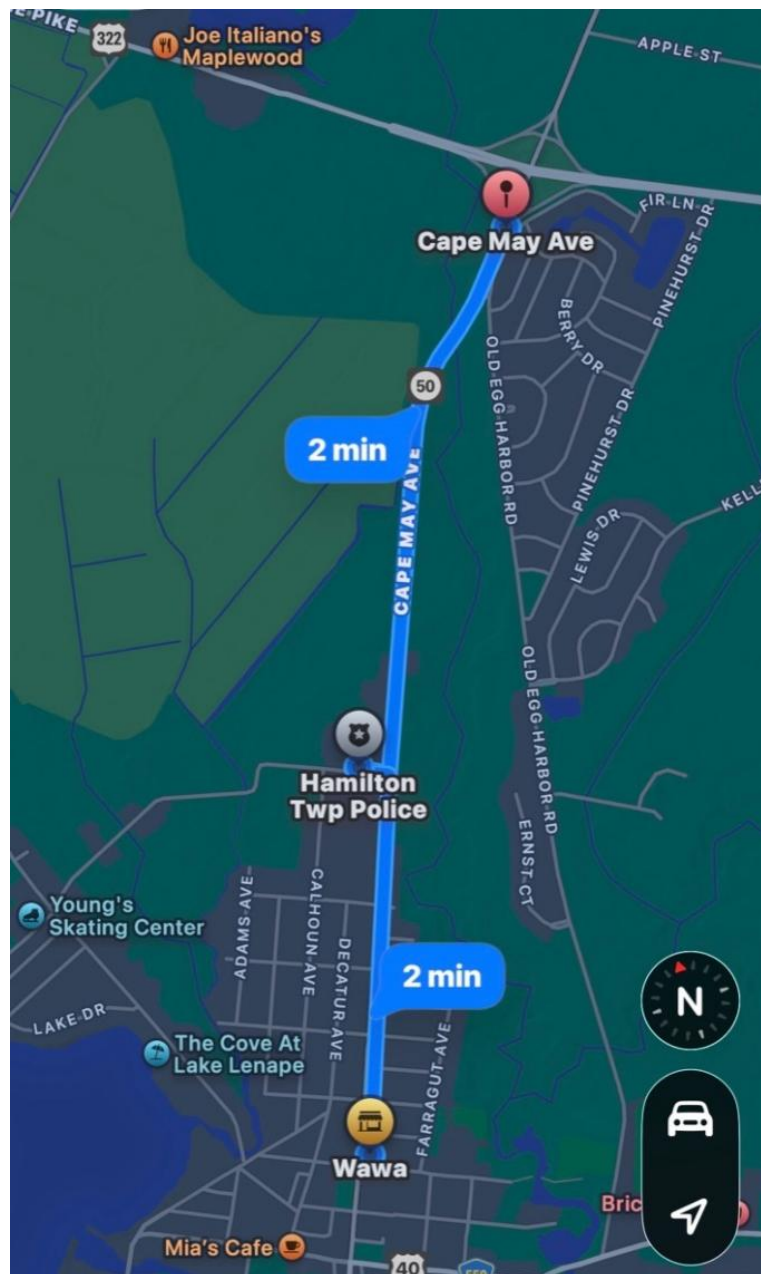 E PIKE
322
Joe Italiano's
Maplewood
APPLE ST
FIR LN
Cape May Ave
PINEHURST DR
BERRY DR
OLD EGG HARBOR RD
50
2 min
CAPE MAY AVE
PINEHURST DR
KELL
LEWIS DR
OLD EGG HARBOR RD
Hamilton
Twp Police
ERNST CT
CALHOUN AVE
ADAMS AVE
Young's
Skating Center
DECATUR AVE
2 min
N
LAKE DR
The Cove At
Lake Lenape
FARRAGUT AVE
Wawa
Bric
Mia's Cafe
40
559